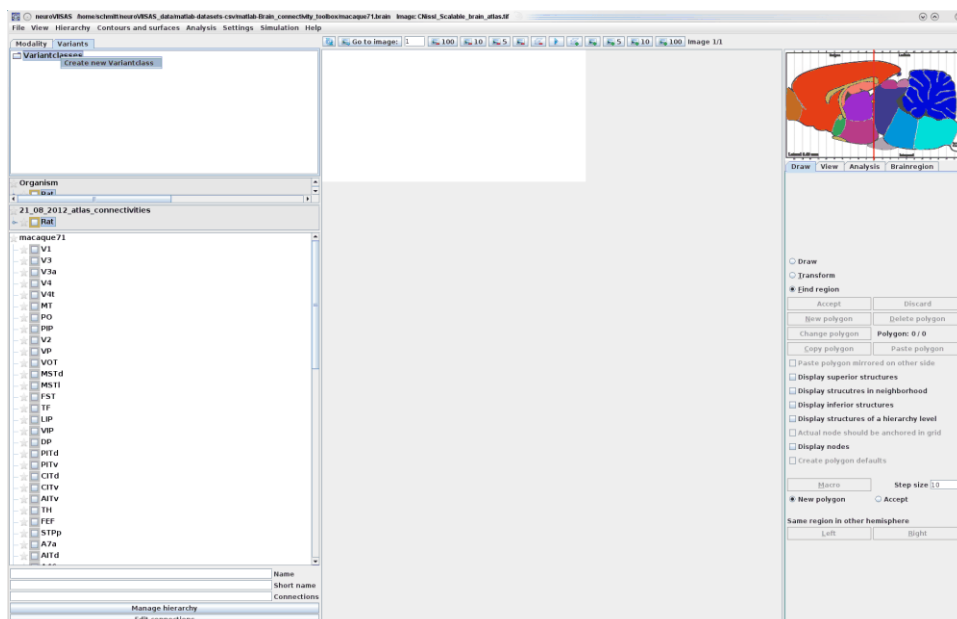 neuroVIISAS /home/schmitt/neuroVIISAS_data/matlab-datasets-csv/matlab-Brain_connectivity_toolbox/macaque71.brain Image: CNissl_Scalable_brain_atlas.tif
File View Hierarchy Contours and surfaces Analysis Settings Simulation Help
Modality Variants
Go to image: 1 100 10 5 5 10 100 Image 1/1
Variantclasses
Create new Variantclass
Organism
Rat
21_08_2012_atlas_connectivities
Rat
macaque71
V1
V3
V3a
V4
V4t
MT
PO
PIP
V2
VP
VOT
MSTd
MSTl
FST
TF
LIP
VIP
DP
PITd
PITv
CITd
CITv
AITv
TH
FEF
STPp
A7a
AITd
Name
Short name
Connections
Manage hierarchy
Edit connections
Draw View Analysis Brainregion
Draw
Transform
Find region
Accept Discard
New polygon Delete polygon
Change polygon Polygon: 0 / 0
Copy polygon Paste polygon
Paste polygon mirrored on other side
Display superior structures
Display strucutres in neighborhood
Display inferior structures
Display structures of a hierarchy level
Actual node should be anchored in grid
Display nodes
Create polygon defaults
Macro Step size 10
New polygon Accept
Same region in other hemisphere
Left Right